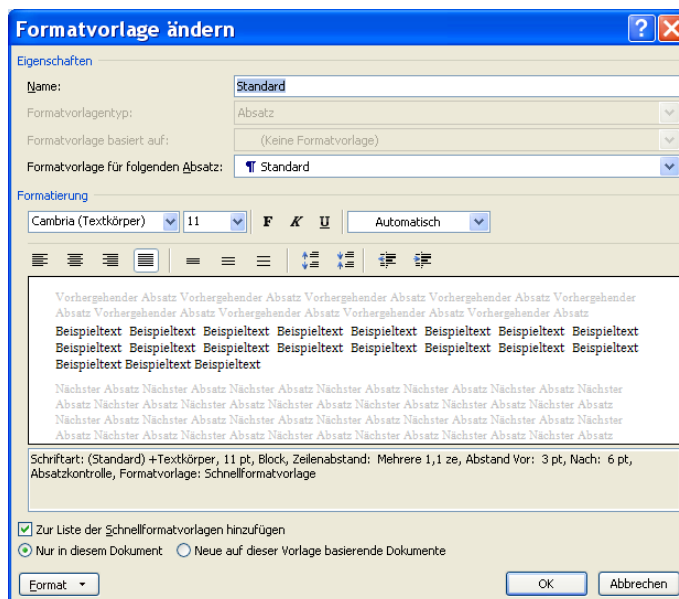 Formatvorlage ändern
Eigenschaften
Name: Standard
Formatvorlagentyp: Absatz
Formatvorlage basiert auf: (Keine Formatvorlage)
Formatvorlage für folgenden Absatz: ¶ Standard
Formatierung
Cambria (Textkörper) 11 F K U Automatisch
Vorhergehender Absatz Vorhergehender Absatz Vorhergehender Absatz Vorhergehender Absatz Vorhergehender
Absatz Vorhergehender Absatz Vorhergehender Absatz Vorhergehender Absatz Vorhergehender Absatz
Beispieltext Beispieltext Beispieltext Beispieltext Beispieltext Beispieltext Beispieltext Beispieltext
Beispieltext Beispieltext Beispieltext Beispieltext Beispieltext Beispieltext Beispieltext Beispieltext
Beispieltext Beispieltext Beispieltext
Nächster Absatz Nächster Absatz Nächster Absatz Nächster Absatz Nächster Absatz Nächster Absatz Nächster
Absatz Nächster Absatz Nächster Absatz Nächster Absatz Nächster Absatz Nächster Absatz Nächster Absatz
Nächster Absatz Nächster Absatz Nächster Absatz Nächster Absatz Nächster Absatz Nächster Absatz Nächster
Absatz Nächster Absatz Nächster Absatz Nächster Absatz Nächster Absatz Nächster Absatz Nächster Absatz
Schriftart: (Standard) +Textkörper, 11 pt, Block, Zeilenabstand: Mehrere 1,1 ze, Abstand Vor: 3 pt, Nach: 6 pt,
Absatzkontrolle, Formatvorlage: Schnellformatvorlage
Zur Liste der Schnellformatvorlagen hinzufügen
Nur in diesem Dokument Neue auf dieser Vorlage basierende Dokumente
Format OK Abbrechen